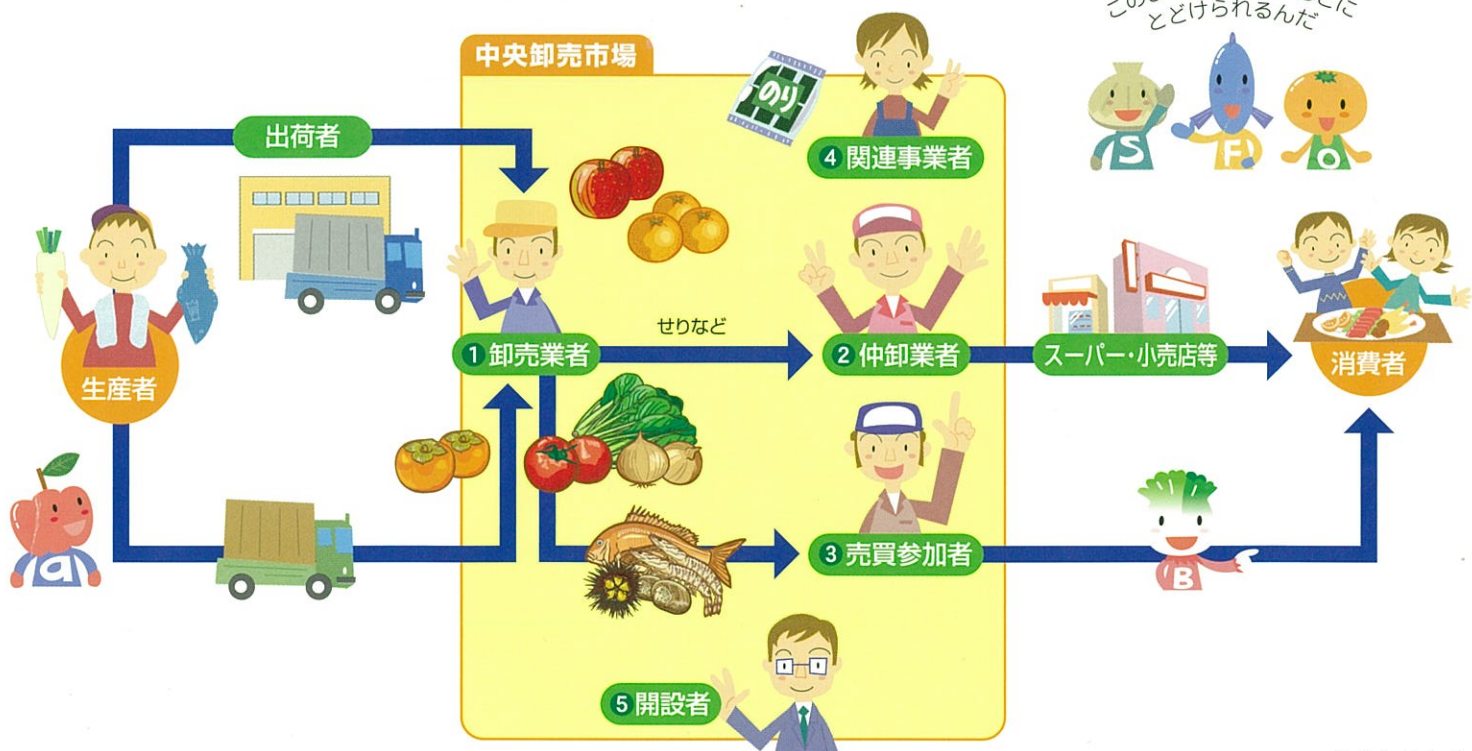 とどけられるんだ
中央卸売市場
のり
出荷者
④ 関連事業者
S
F
O
せりなど
生産者
① 卸売業者
② 仲卸業者
スーパー・小売店等
消費者
a
③ 売買参加者
B
⑤ 開設者